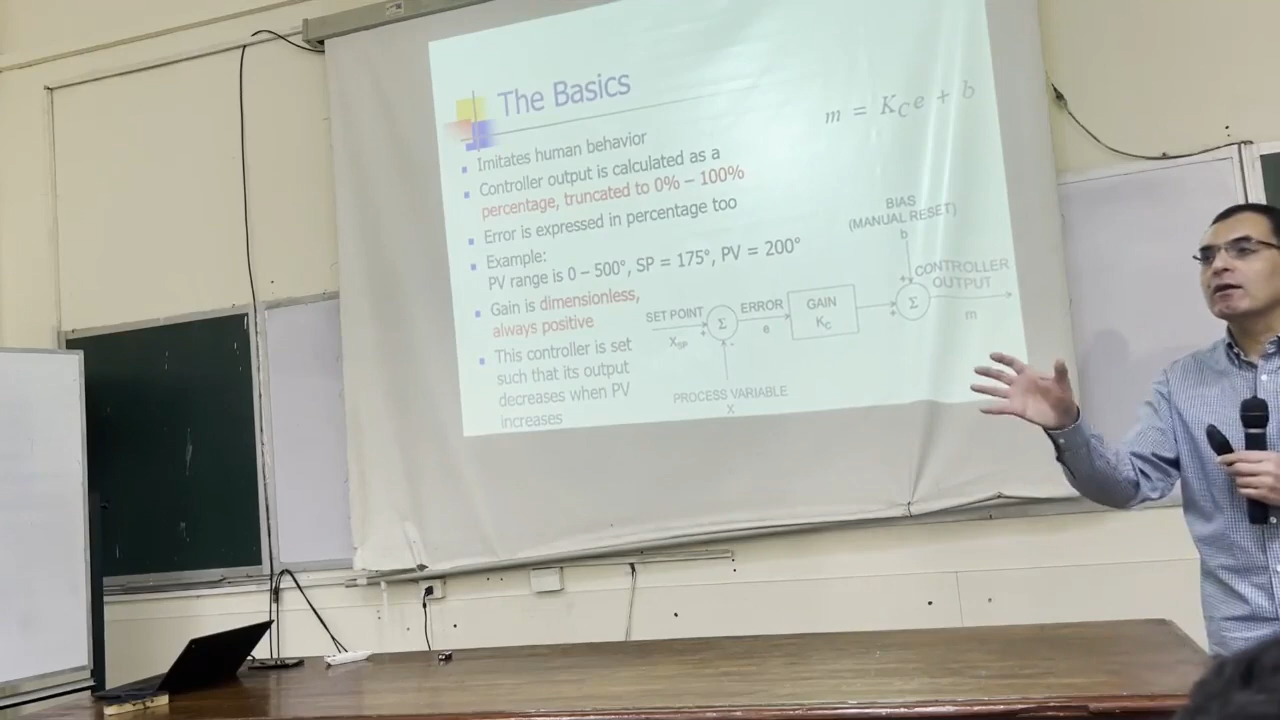 The Basics
m = K_C e + b
Imitates human behavior
Controller output is calculated as a
percentage, truncated to 0% – 100%
Error is expressed in percentage too
Example:
PV range is 0 – 500°, SP = 175°, PV = 200°
Gain is dimensionless,
always positive
This controller is set
such that its output
decreases when PV
increases
BIAS
(MANUAL RESET)
b
+
CONTROLLER
OUTPUT
SET POINT
X_SP
+
Σ
-
ERROR
e
GAIN
K_C
+
Σ
m
PROCESS VARIABLE
X